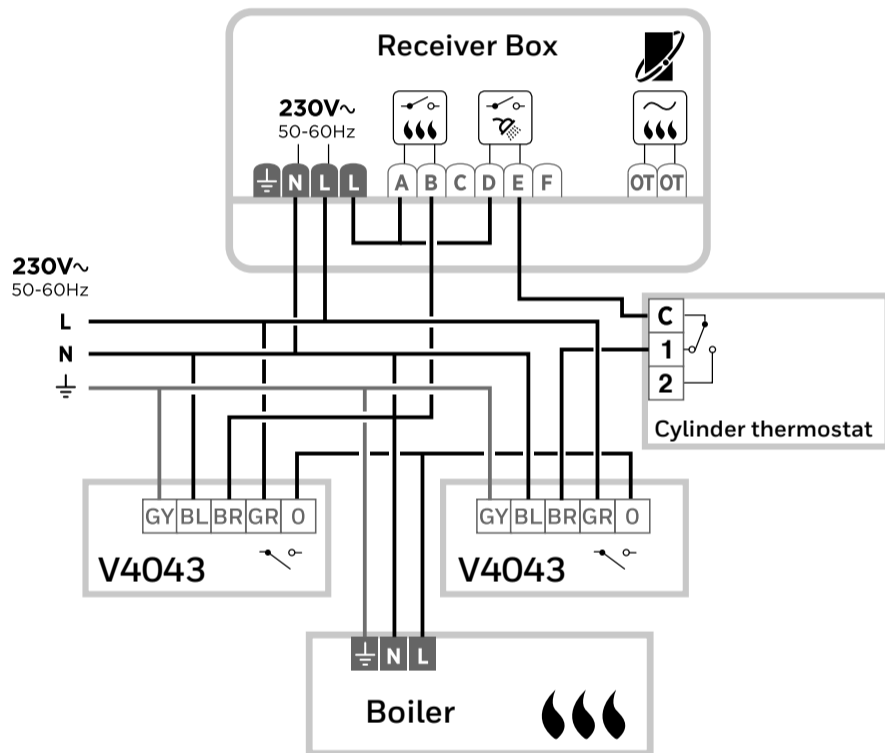 Receiver Box
230V~
50-60Hz
N L L A B C D E F OT OT
230V~
50-60Hz
L
N
C
1
2
Cylinder thermostat
GY BL BR GR O
V4043
GY BL BR GR O
V4043
N L
Boiler